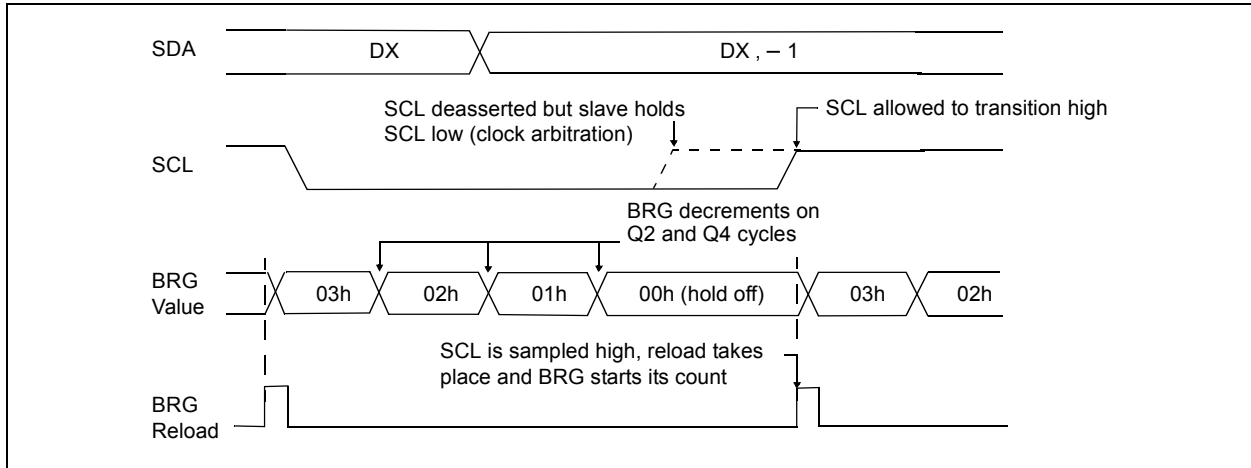 SDA
DX
DX , – 1
SCL deasserted but slave holds
SCL low (clock arbitration)
SCL allowed to transition high
SCL
BRG decrements on
Q2 and Q4 cycles
BRG
Value
03h
02h
01h
00h (hold off)
03h
02h
SCL is sampled high, reload takes
place and BRG starts its count
BRG
Reload